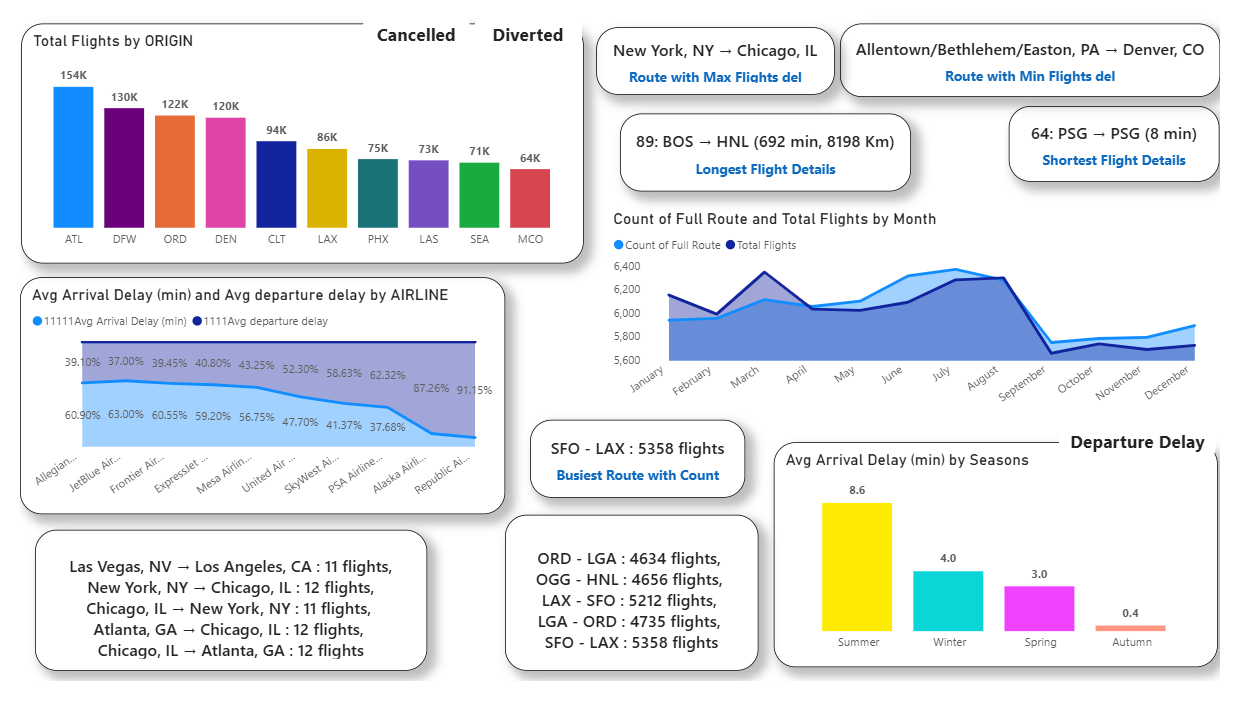 Total Flights by ORIGIN
Cancelled
Diverted
154K
130K
122K
120K
94K
86K
75K
73K
71K
64K
ATL
DFW
ORD
DEN
CLT
LAX
PHX
LAS
SEA
MCO
New York, NY → Chicago, IL
Route with Max Flights del
Allentown/Bethlehem/Easton, PA → Denver, CO
Route with Min Flights del
89: BOS → HNL (692 min, 8198 Km)
Longest Flight Details
64: PSG → PSG (8 min)
Shortest Flight Details
Count of Full Route and Total Flights by Month
Count of Full Route Total Flights
6,400
6,200
6,000
5,800
5,600
January
February
March
April
May
June
July
August
September
October
November
December
Avg Arrival Delay (min) and Avg departure delay by AIRLINE
11111Avg Arrival Delay (min) 1111Avg departure delay
39.10%
37.00%
39.45%
40.80%
43.25%
52.30%
58.63%
62.32%
87.26%
91.15%
60.90%
63.00%
60.55%
59.20%
56.75%
47.70%
41.37%
37.68%
Allegian...
JetBlue Air...
Frontier Air...
ExpressJet ...
Mesa Airlin...
United Air ...
SkyWest Ai...
PSA Airline...
Alaska Airli...
Republic Ai...
SFO - LAX : 5358 flights
Busiest Route with Count
Departure Delay
Avg Arrival Delay (min) by Seasons
8.6
4.0
3.0
0.4
Summer
Winter
Spring
Autumn
Las Vegas, NV → Los Angeles, CA : 11 flights,
New York, NY → Chicago, IL : 12 flights,
Chicago, IL → New York, NY : 11 flights,
Atlanta, GA → Chicago, IL : 12 flights,
Chicago, IL → Atlanta, GA : 12 flights
ORD - LGA : 4634 flights,
OGG - HNL : 4656 flights,
LAX - SFO : 5212 flights,
LGA - ORD : 4735 flights,
SFO - LAX : 5358 flights